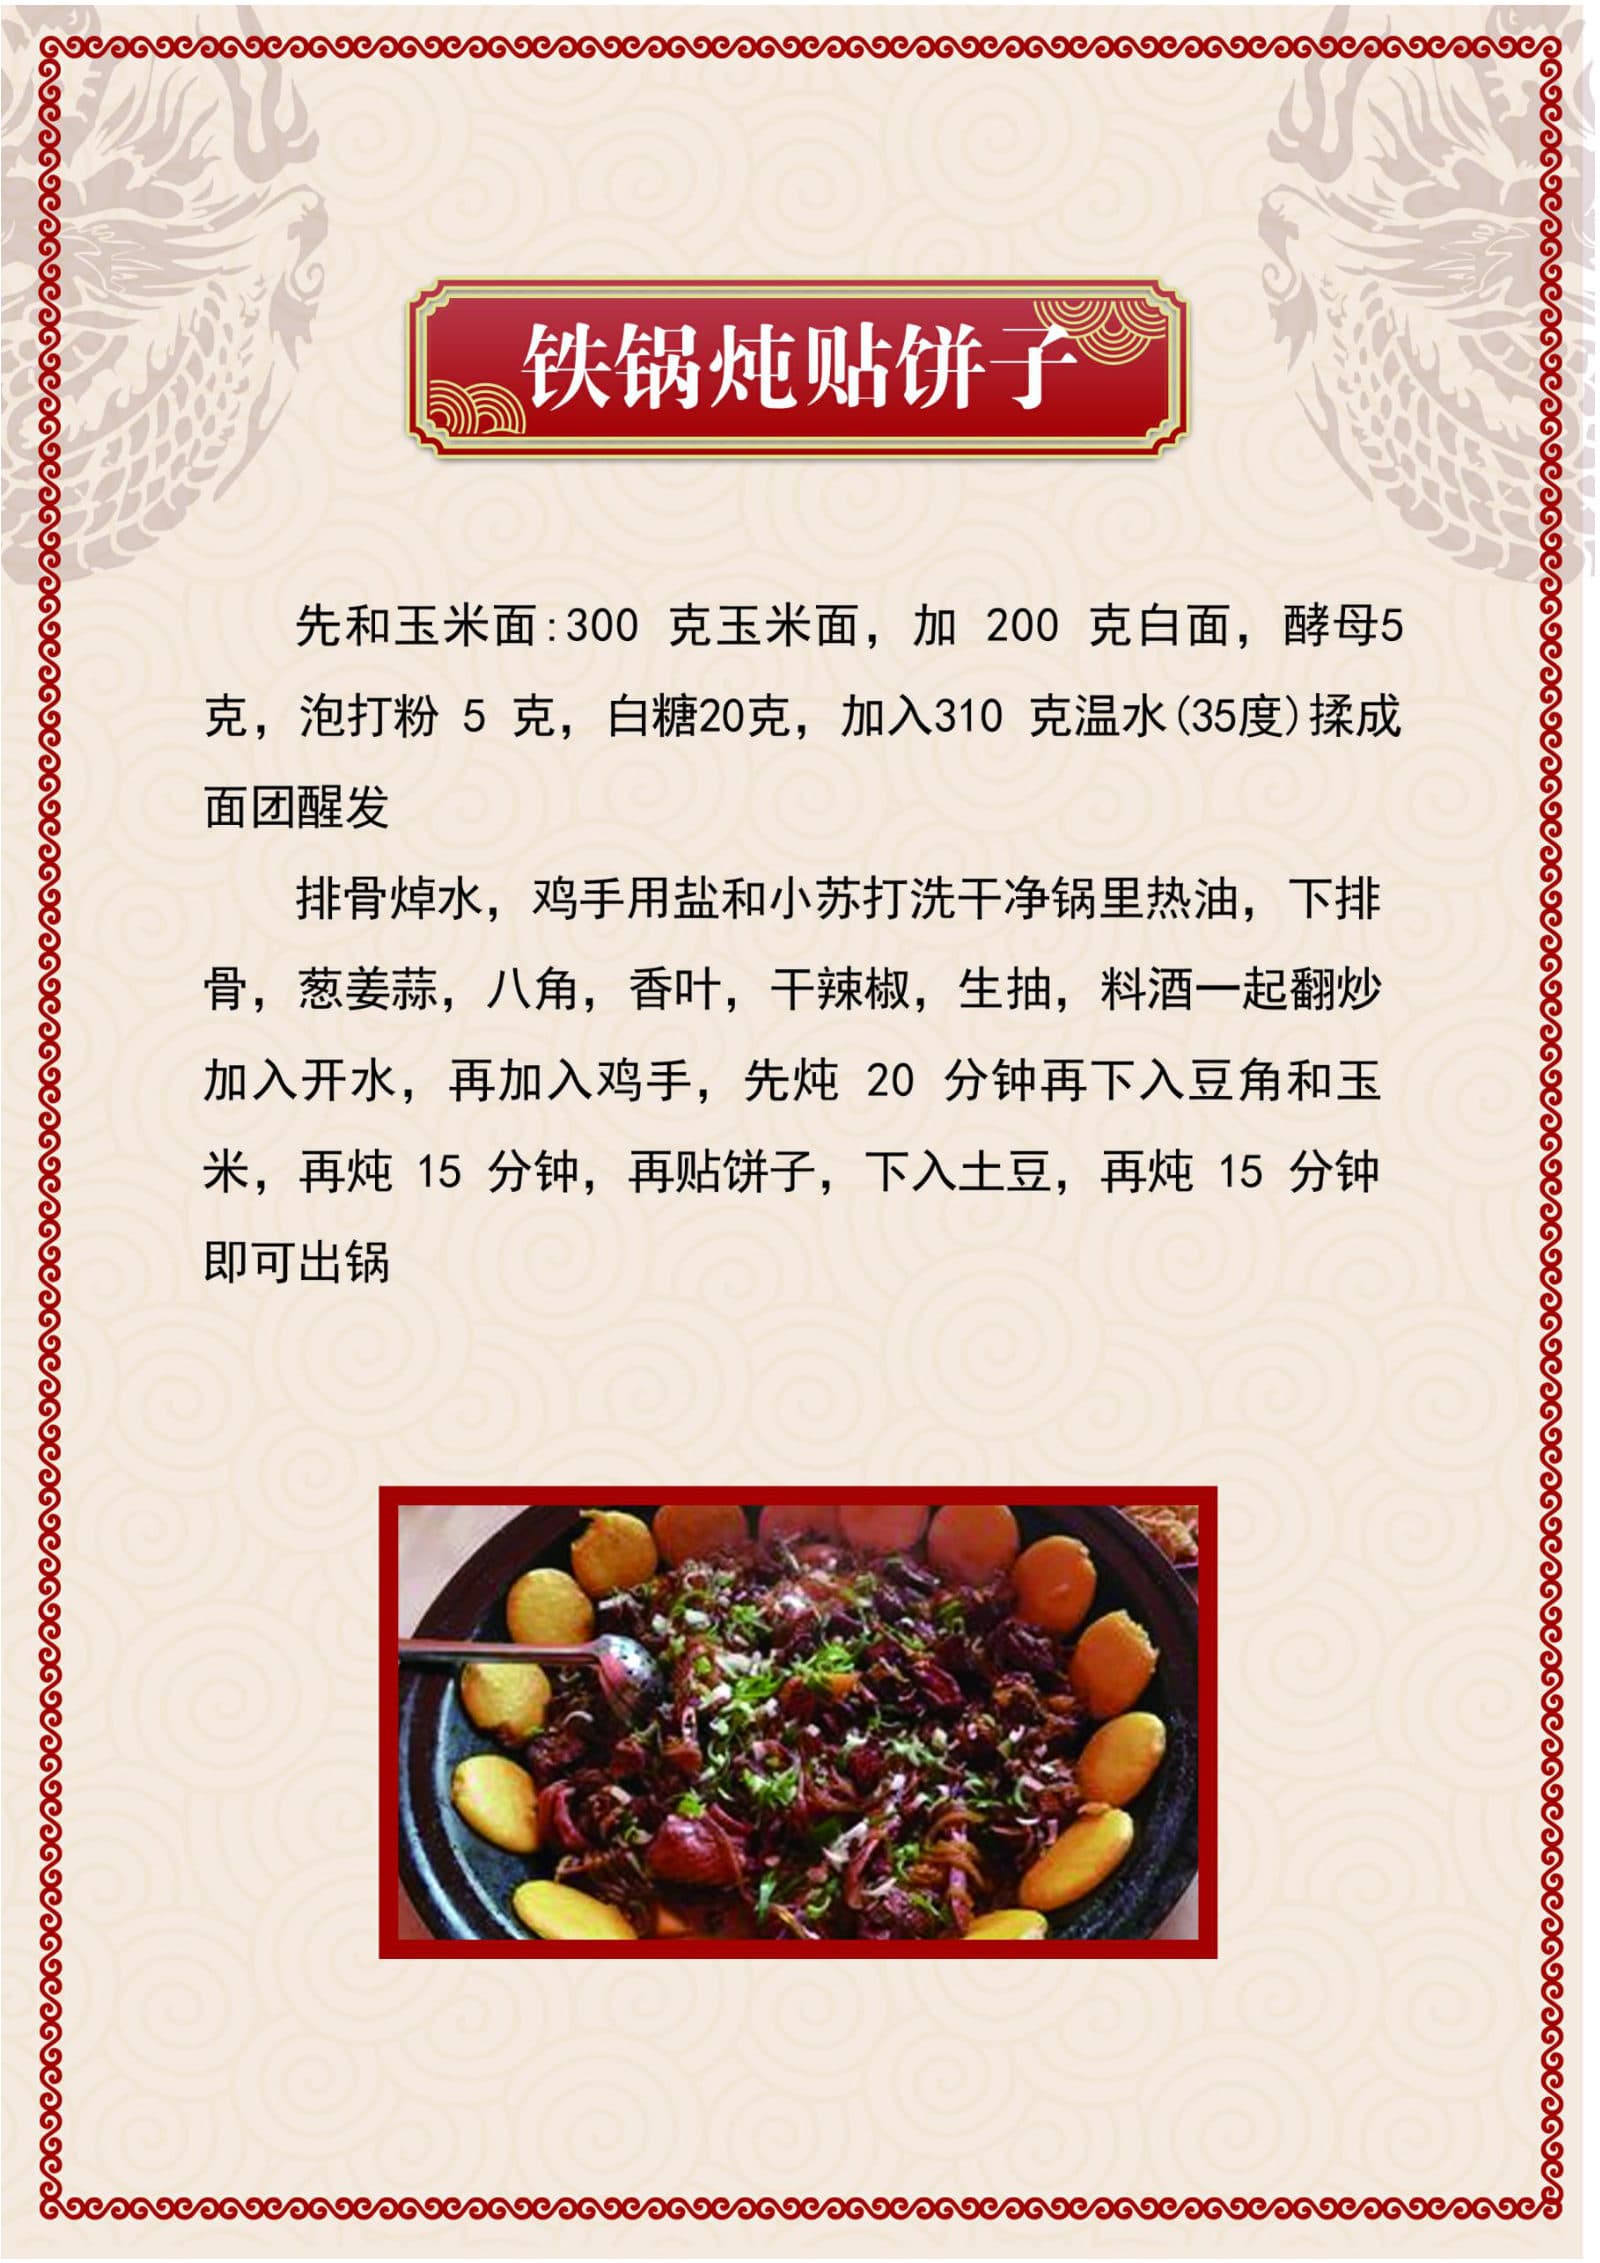 铁锅炖贴饼子
先和玉米面:300 克玉米面，加 200 克白面，酵母5
克，泡打粉 5 克，白糖20克，加入310 克温水(35度)揉成
面团醒发
排骨焯水，鸡手用盐和小苏打洗干净锅里热油，下排
骨，葱姜蒜，八角，香叶，干辣椒，生抽，料酒一起翻炒
加入开水，再加入鸡手，先炖 20 分钟再下入豆角和玉
米，再炖 15 分钟，再贴饼子，下入土豆，再炖 15 分钟
即可出锅